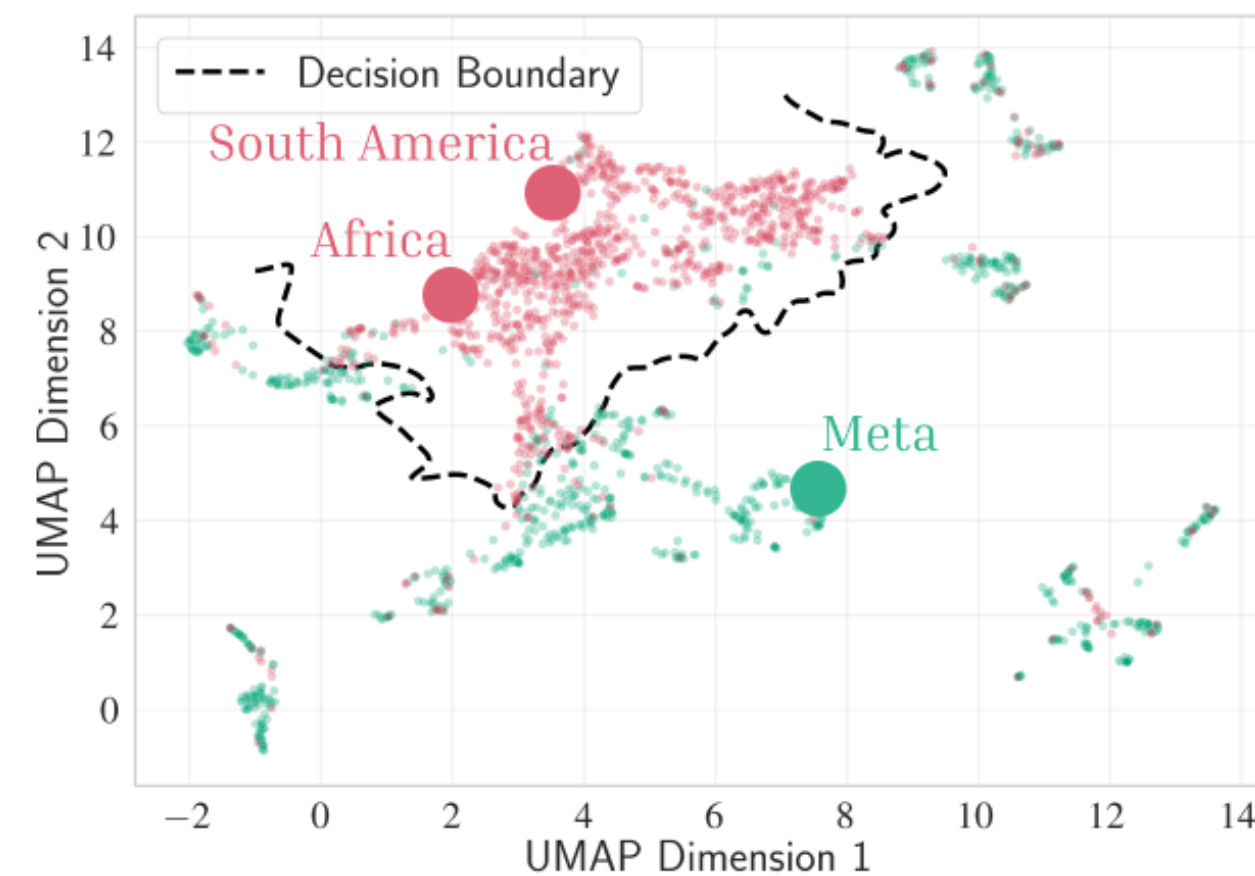 Decision Boundary
South America
Africa
Meta
UMAP Dimension 2
14
12
10
8
6
4
2
0
−2 0 2 4 6 8 10 12 14
UMAP Dimension 1